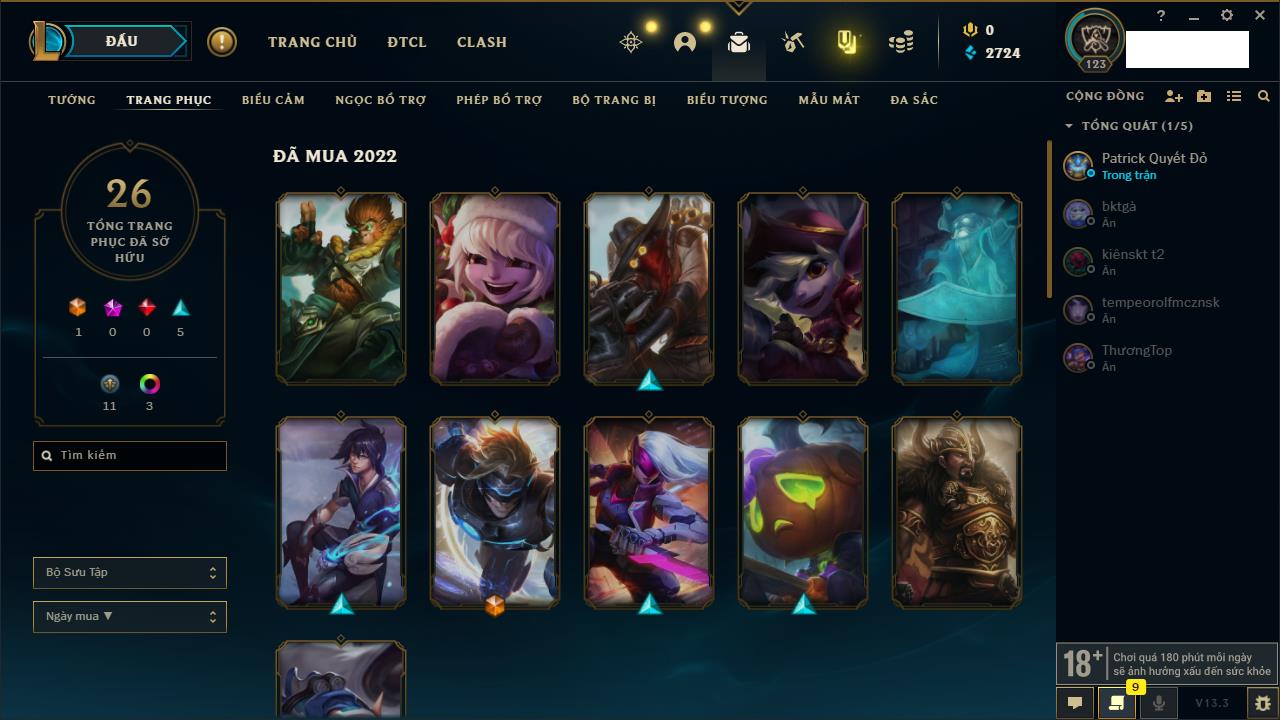 ĐẤU
TRANG CHỦ
ĐTCL
CLASH
0
2724
?
123
TƯỚNG
TRANG PHỤC
BIỂU CẢM
NGỌC BỔ TRỢ
PHÉP BỔ TRỢ
BỘ TRANG BỊ
BIỂU TƯỢNG
MẪU MẮT
ĐA SẮC
CỘNG ĐỒNG
TỔNG QUÁT (1/5)
Patrick Quyết Đỏ
Trong trận
bktgà
Ẩn
kiênskt t2
Ẩn
tempeorolfmcznsk
Ẩn
ThươngTop
Ẩn
26
TỔNG TRANG
PHỤC ĐÃ SỞ
HỮU
1
0
0
5
11
3
Tìm kiếm
Bộ Sưu Tập
Ngày mua ▼
ĐÃ MUA 2022
18+
Chơi quá 180 phút mỗi ngày
sẽ ảnh hưởng xấu đến sức khỏe
9
V13.3